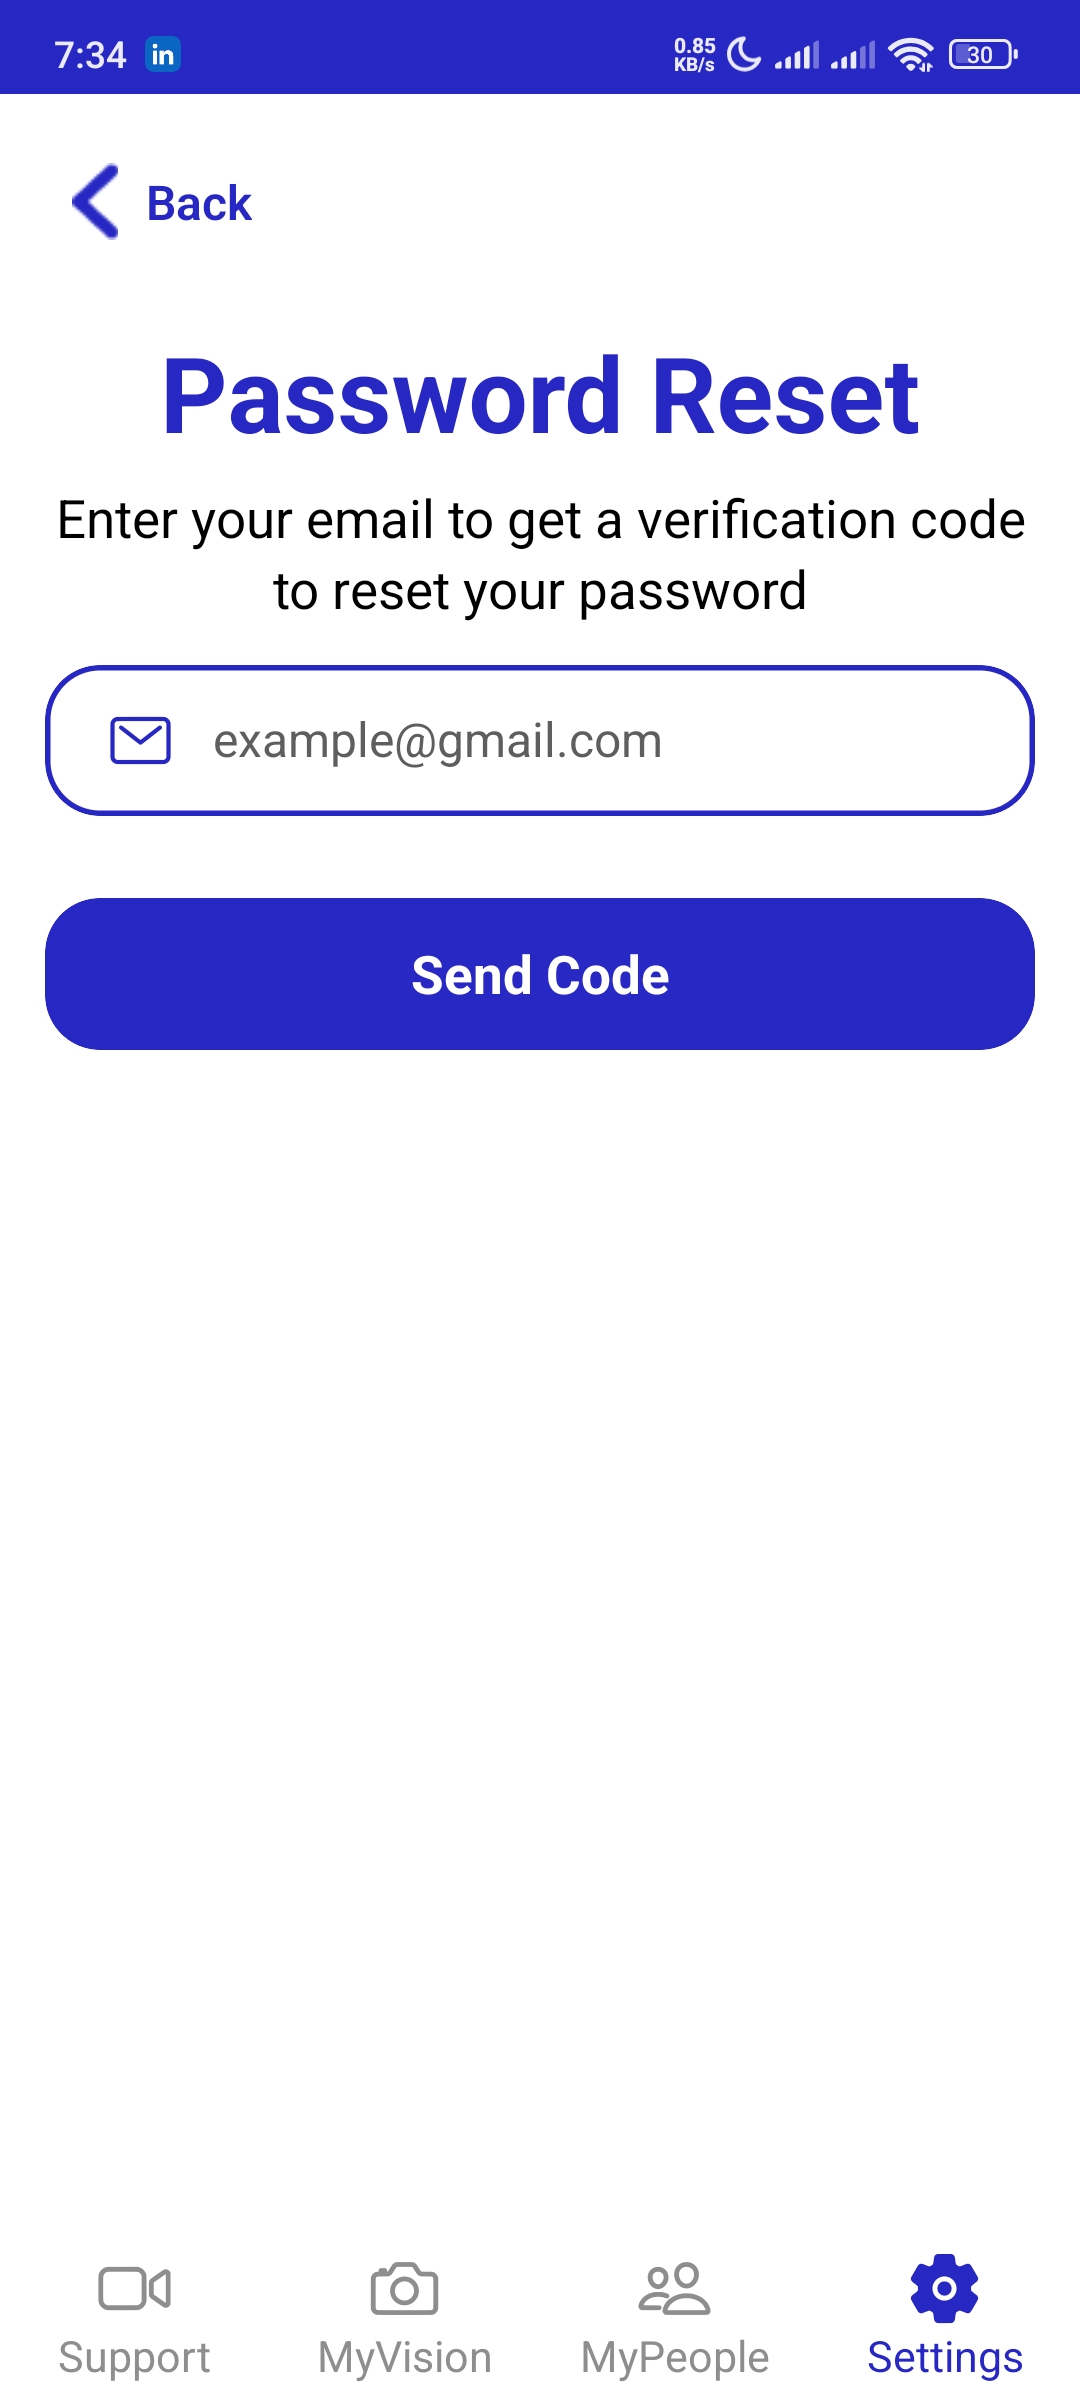 7:34 in 0.85 KB/s 30
Back
Password Reset
Enter your email to get a verification code
to reset your password
example@gmail.com
Send Code
Support MyVision MyPeople Settings